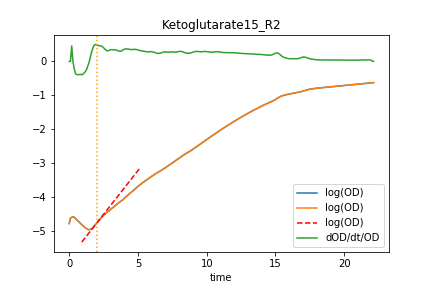 Ketoglutarate15_R2
0
−1
−2
−3
−4
−5
log(OD)
log(OD)
log(OD)
dOD/dt/OD
0 5 10 15 20
time